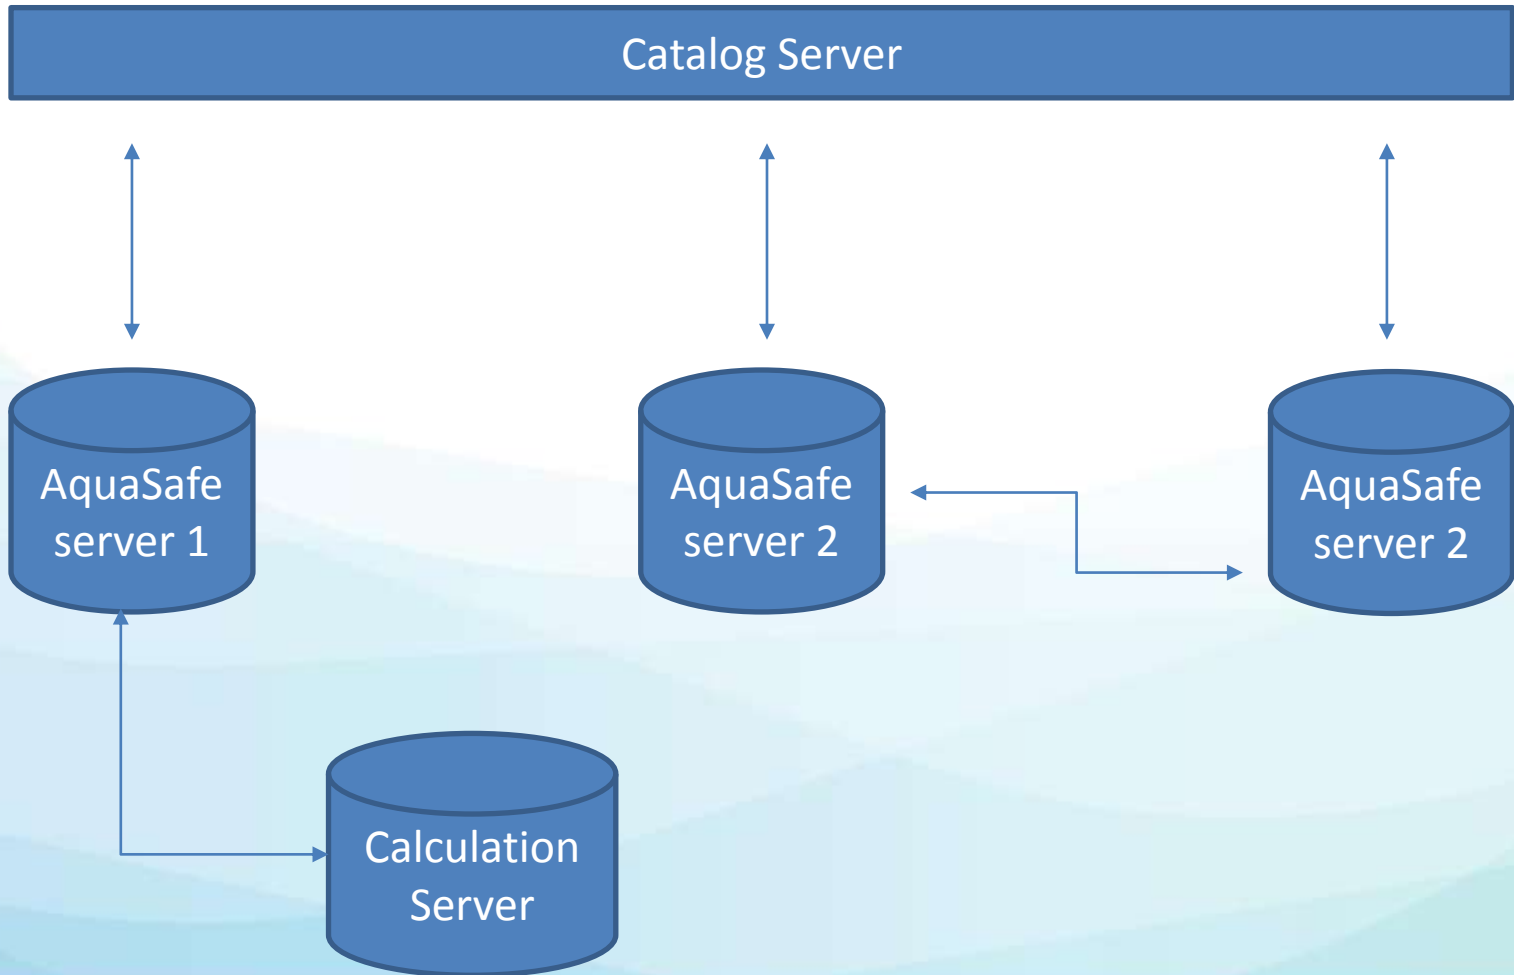 Catalog Server
AquaSafe
server 1
AquaSafe
server 2
AquaSafe
server 2
Calculation
Server